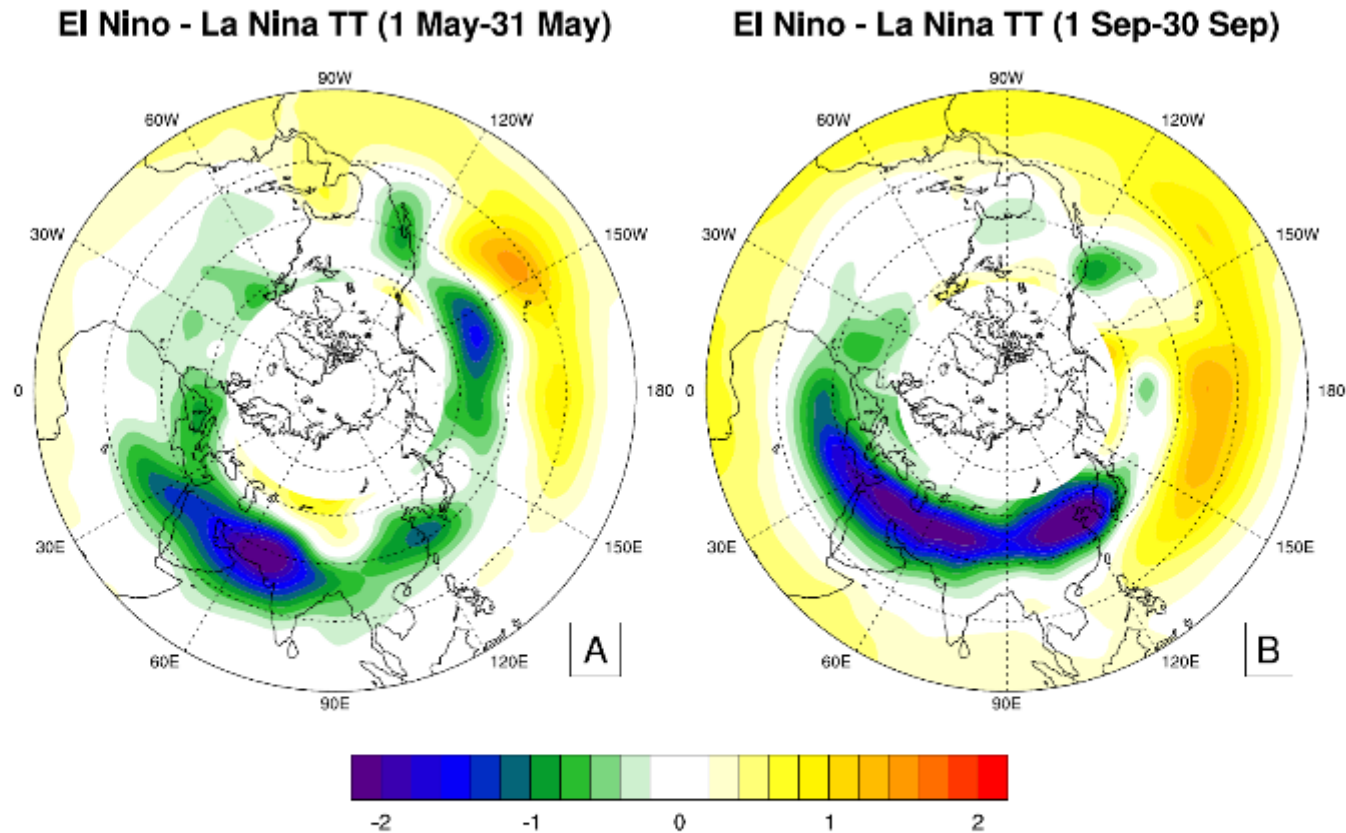 El Nino - La Nina TT (1 May-31 May)
El Nino - La Nina TT (1 Sep-30 Sep)
90W
60W
120W
30W
150W
0
180
30E
150E
60E
120E
90E
A
90W
60W
120W
30W
150W
0
180
30E
150E
60E
120E
90E
B
-2
-1
0
1
2